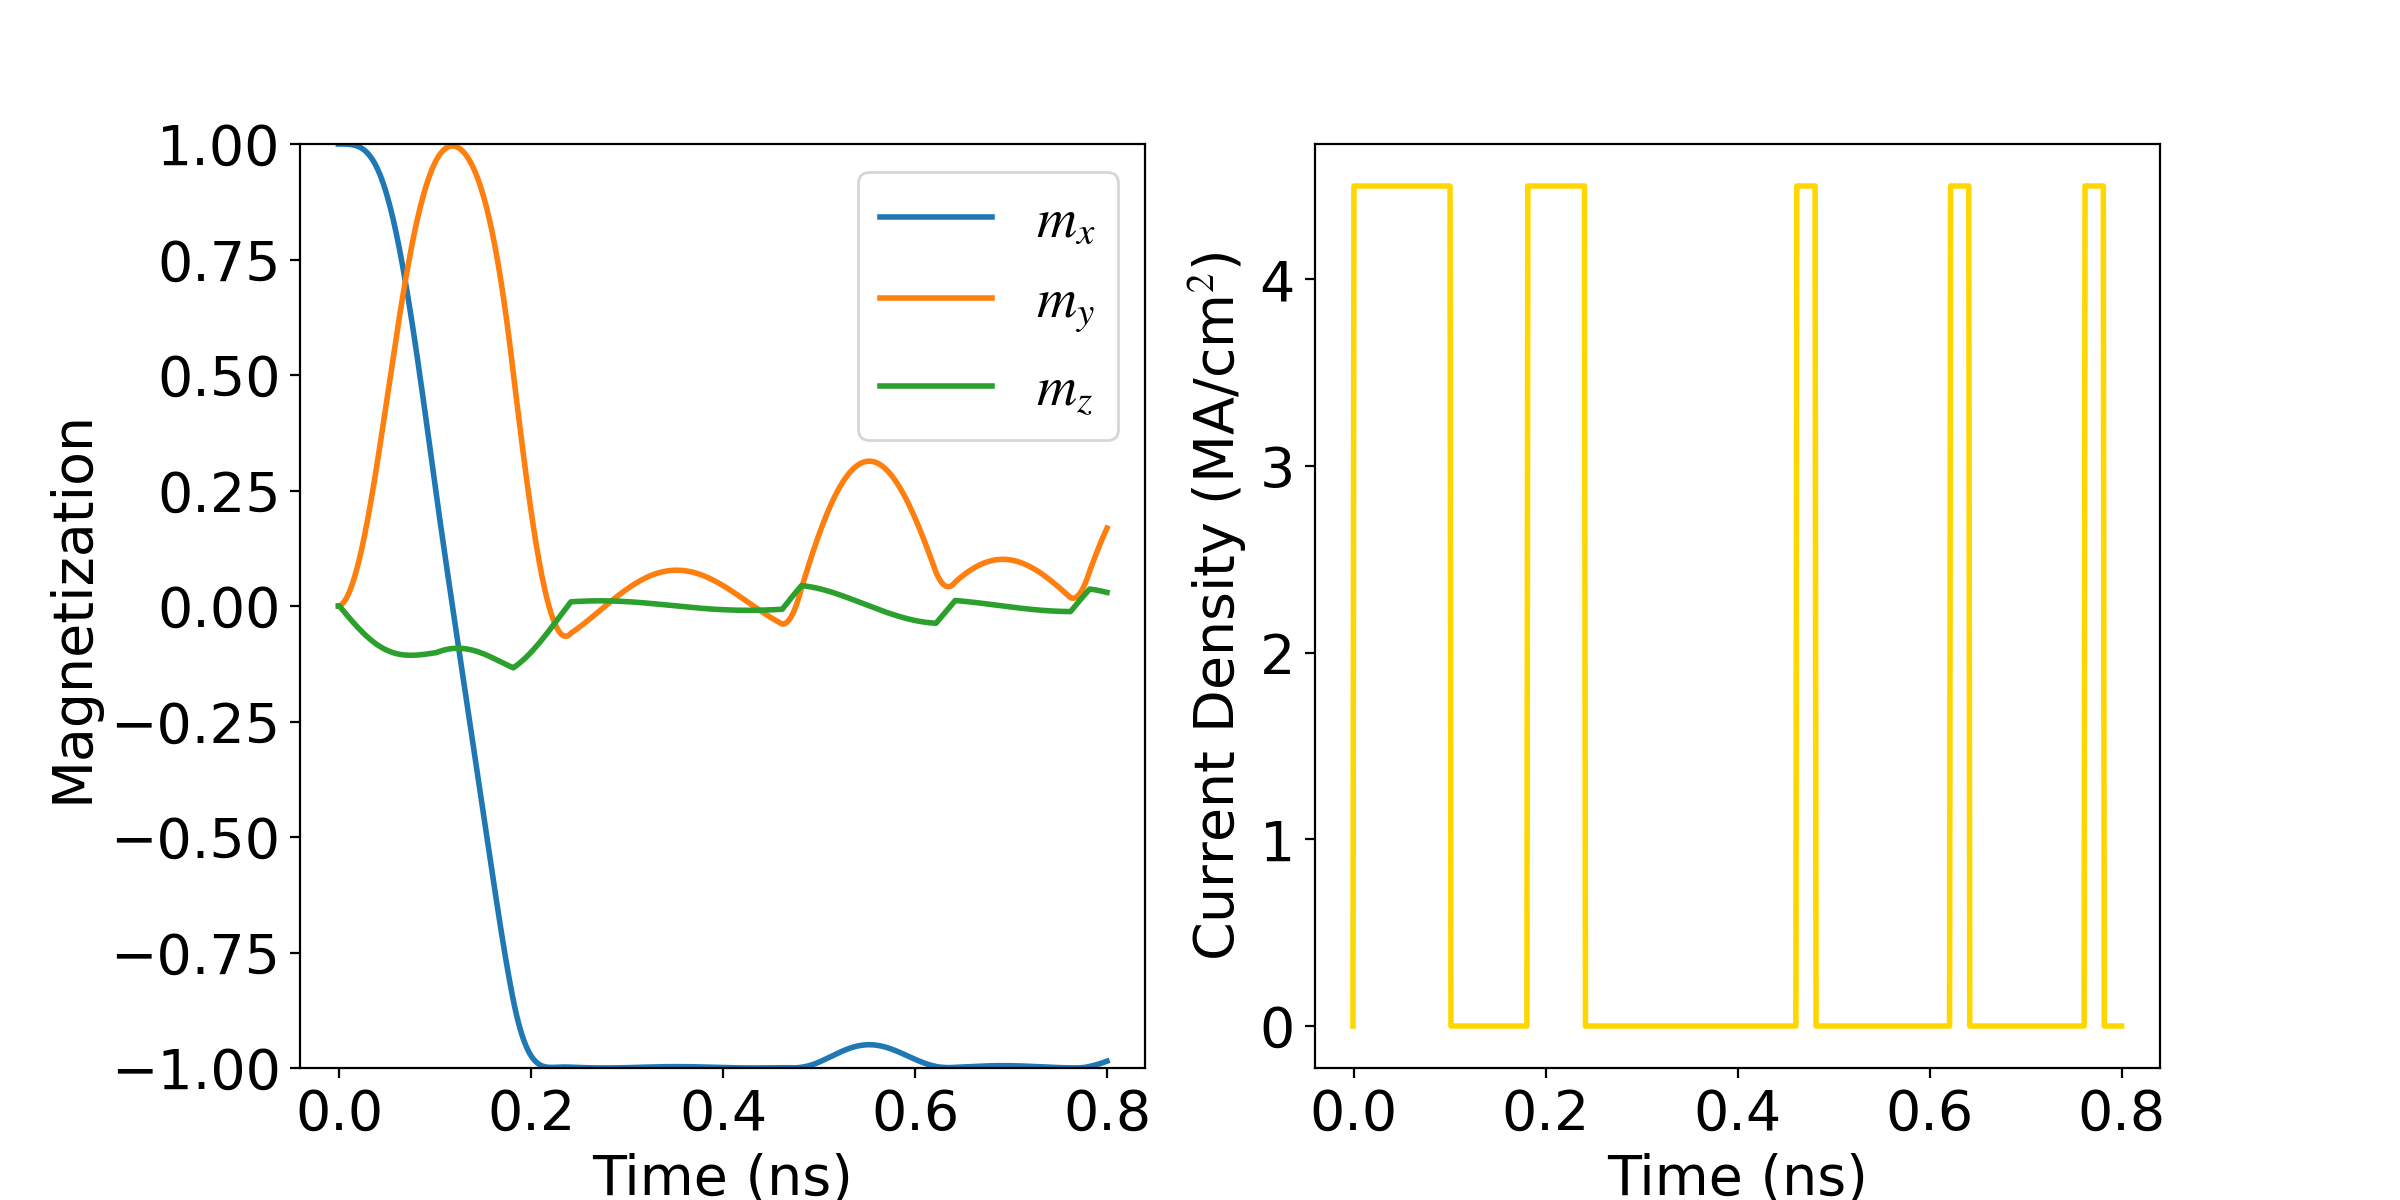 Magnetization
1.00
0.75
0.50
0.25
0.00
−0.25
−0.50
−0.75
−1.00
0.0 0.2 0.4 0.6 0.8
Time (ns)
m_x
m_y
m_z
Current Density (MA/cm²)
4
3
2
1
0
0.0 0.2 0.4 0.6 0.8
Time (ns)